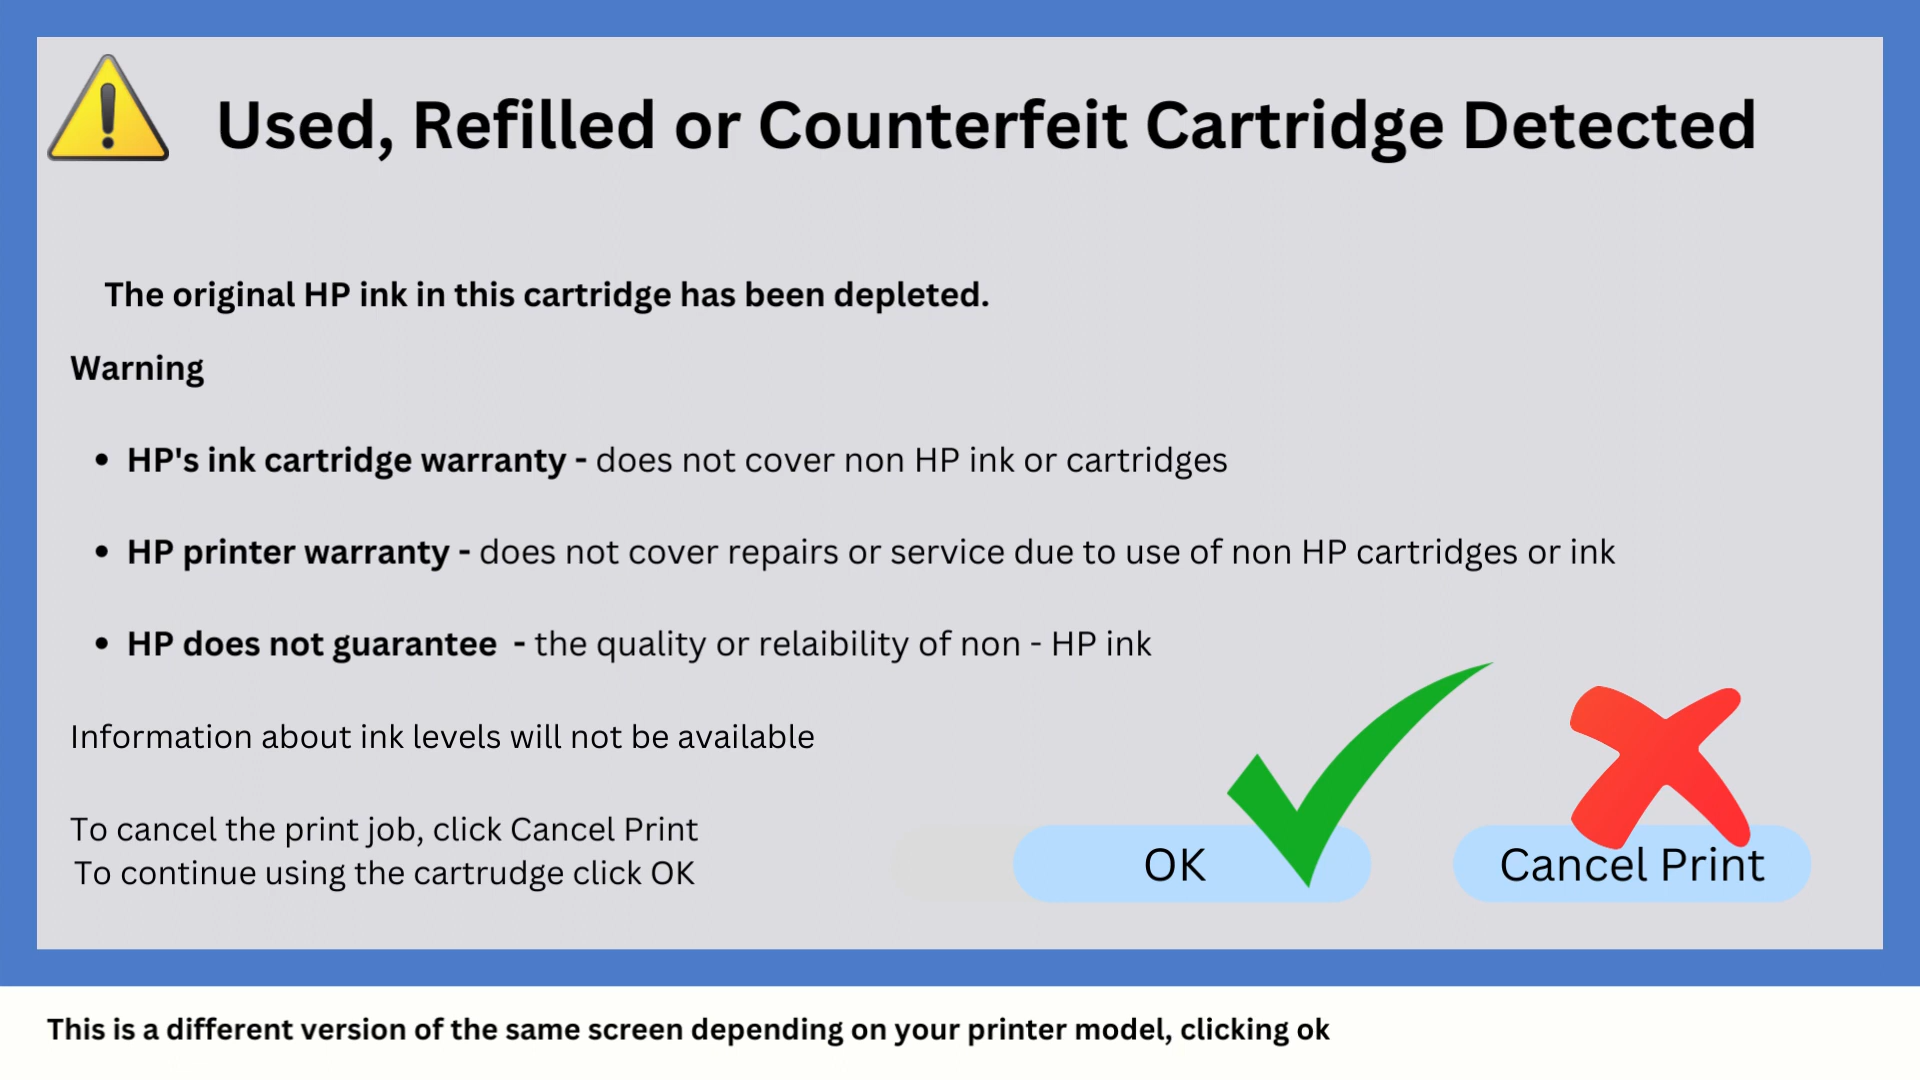 Used, Refilled or Counterfeit Cartridge Detected
The original HP ink in this cartridge has been depleted.
Warning
• HP's ink cartridge warranty - does not cover non HP ink or cartridges
• HP printer warranty - does not cover repairs or service due to use of non HP cartridges or ink
• HP does not guarantee - the quality or relaibility of non - HP ink
Information about ink levels will not be available
To cancel the print job, click Cancel Print
To continue using the cartrudge click OK
OK
Cancel Print
This is a different version of the same screen depending on your printer model, clicking ok